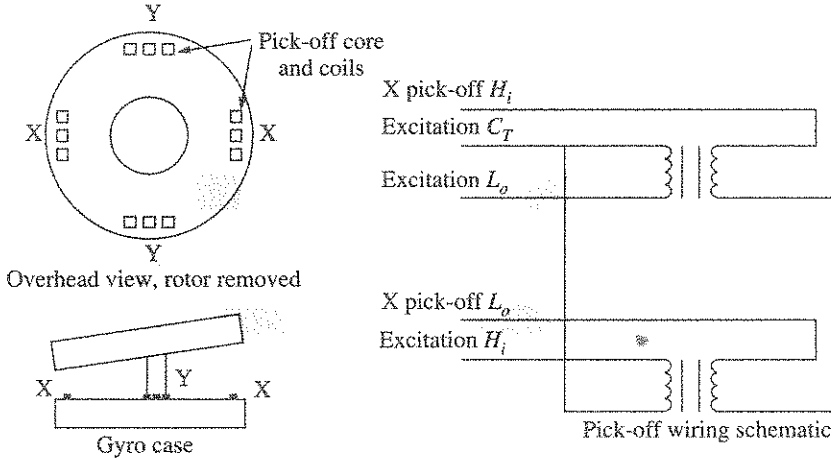 Y
Pick-off core
and coils
X
X
Y
Overhead view, rotor removed
X
Y
X
Gyro case
X pick-off H_i
Excitation C_T
Excitation L_o
X pick-off L_o
Excitation H_i
Pick-off wiring schematic